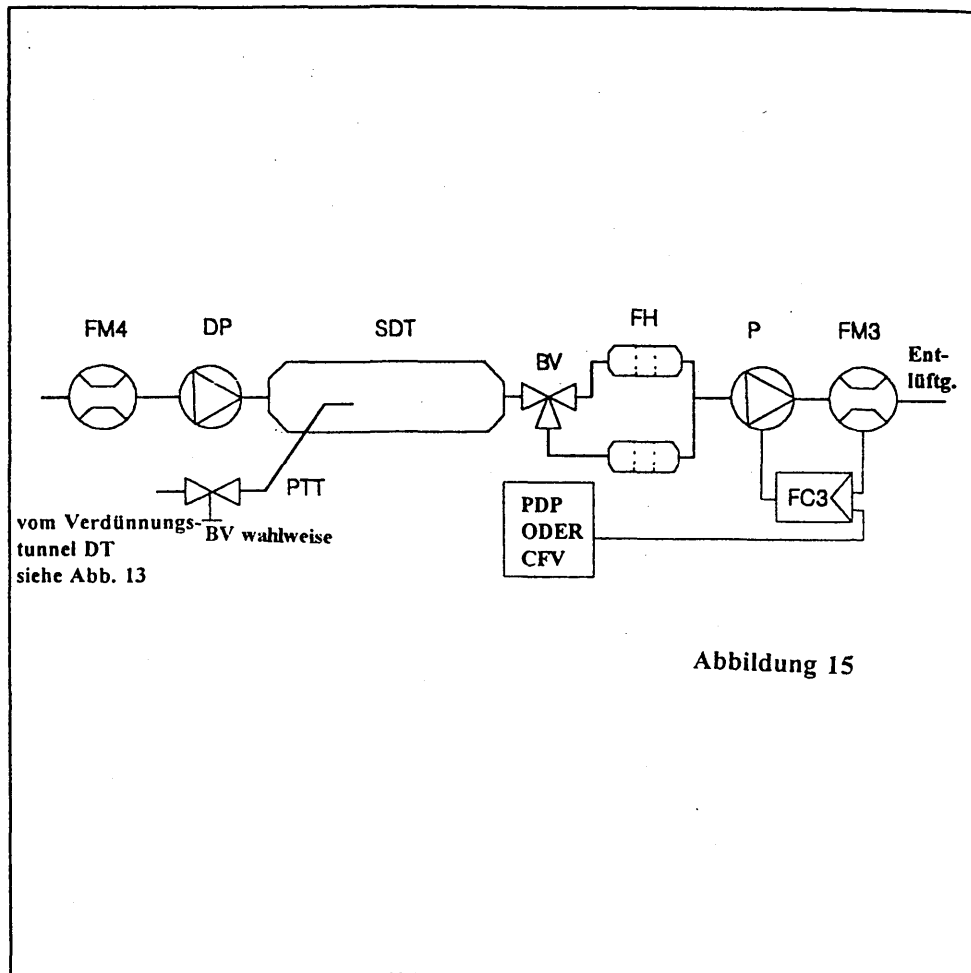 FM4
DP
SDT
BV
FH
P
FM3
Ent-
lüftg.
PTT
FC3
vom Verdünnungs-
BV wahlweise
tunnel DT
siehe Abb. 13
PDP
ODER
CFV
Abbildung 15